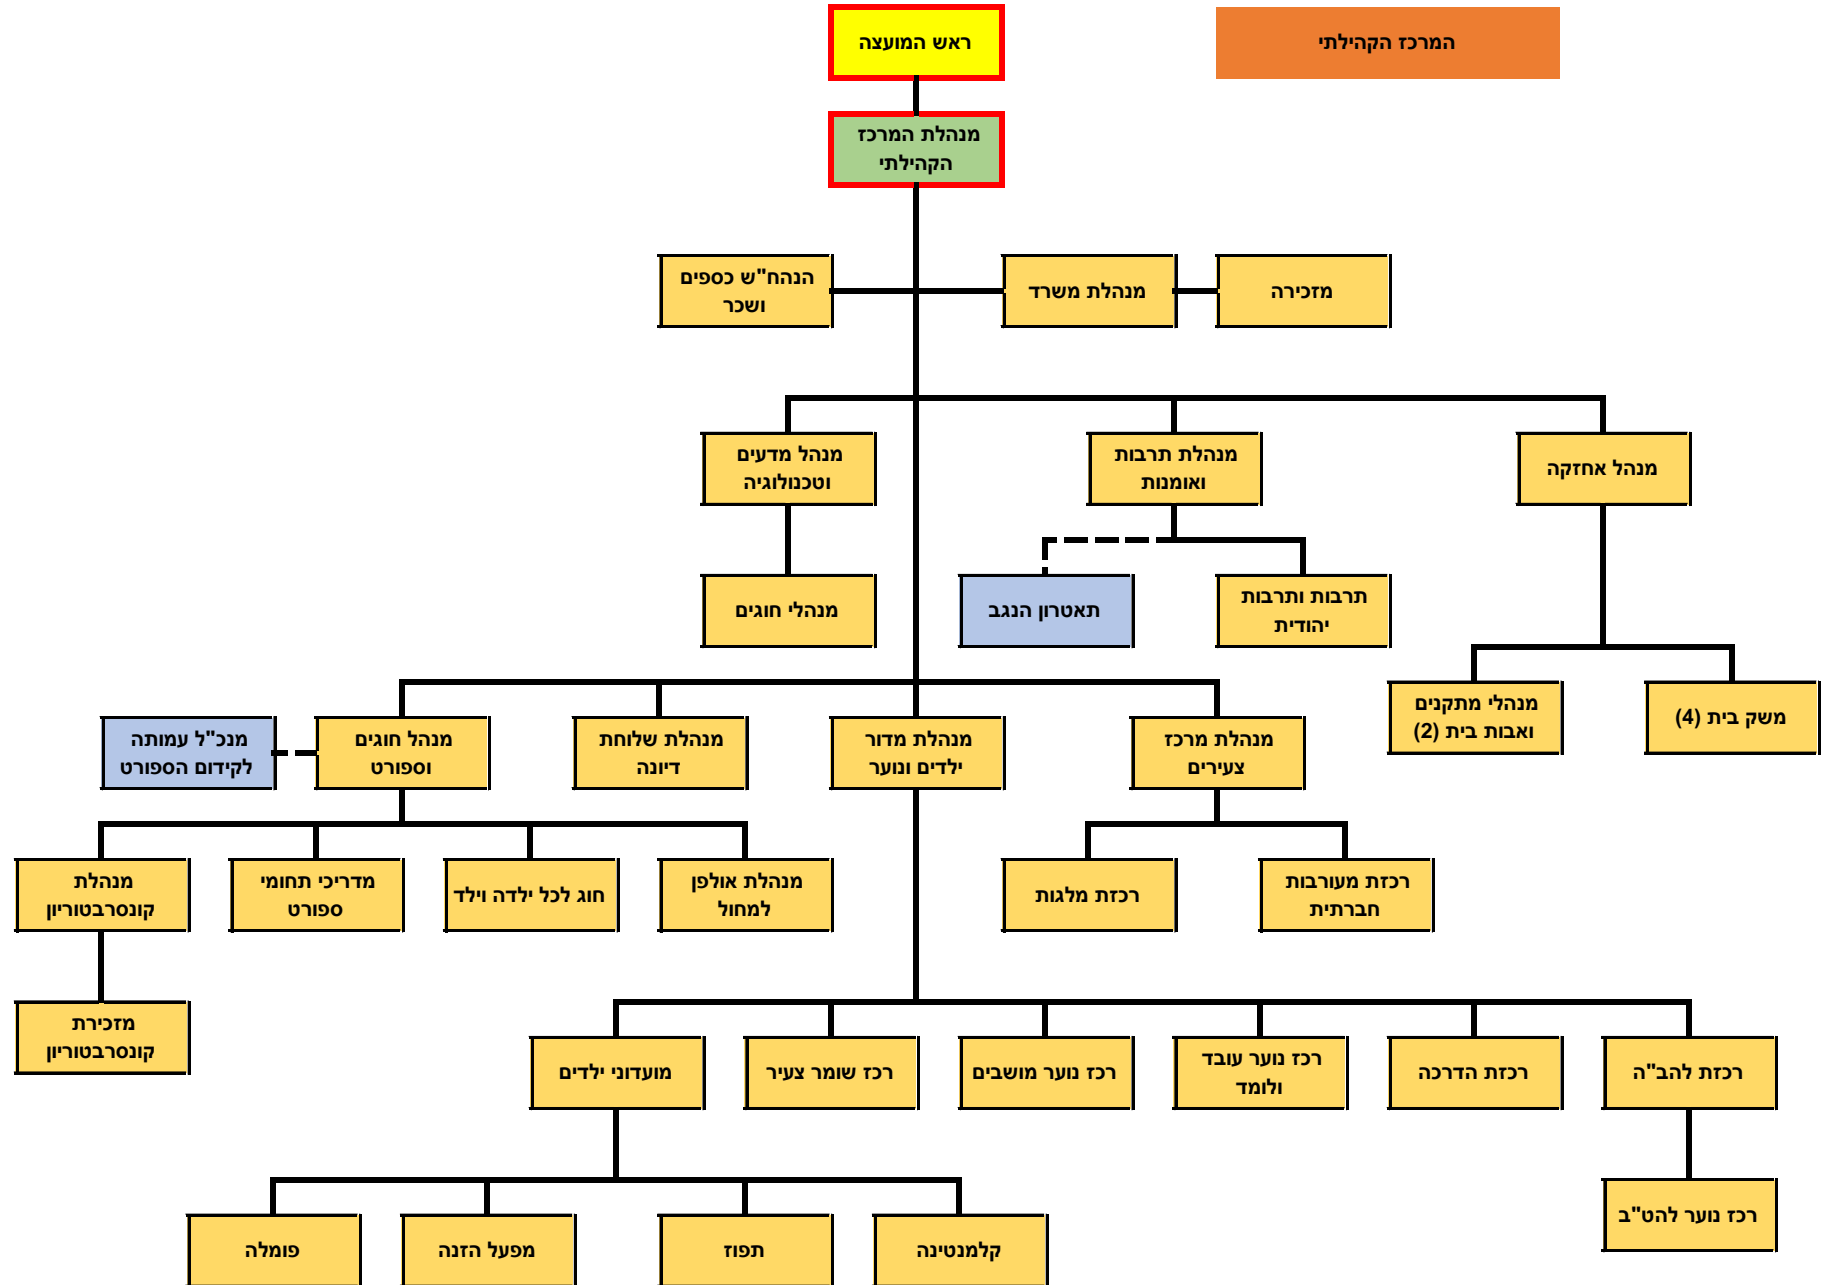 המרכז הקהילתי
ראש המועצה
מנהלת המרכז
הקהילתי
מזכירה
מנהלת משרד
הנהח"ש כספים
ושכר
מנהל אחזקה
מנהלת תרבות
ואומנות
מנהל מדעים
וטכנולוגיה
תרבות ותרבות
יהודית
תאטרון הנגב
מנהלי חוגים
משק בית (4)
מנהלי מתקנים
ואבות בית (2)
מנהלת מרכז
צעירים
מנהלת מדור
ילדים ונוער
מנהלת שלוחת
דיונה
מנהל חוגים
וספורט
מנכ"ל עמותה
לקידום הספורט
רכזת מעורבות
חברתית
רכזת מלגות
מנהלת אולפן
למחול
חוג לכל ילדה וילד
מדריכי תחומי
ספורט
מנהלת
קונסרבטוריון
מזכירת
קונסרבטוריון
רכזת להב"ה
רכזת הדרכה
רכז נוער עובד
ולומד
רכז נוער מושבים
רכז שומר צעיר
מועדוני ילדים
רכז נוער להט"ב
קלמנטינה
תפוז
מפעל הזנה
פומלה